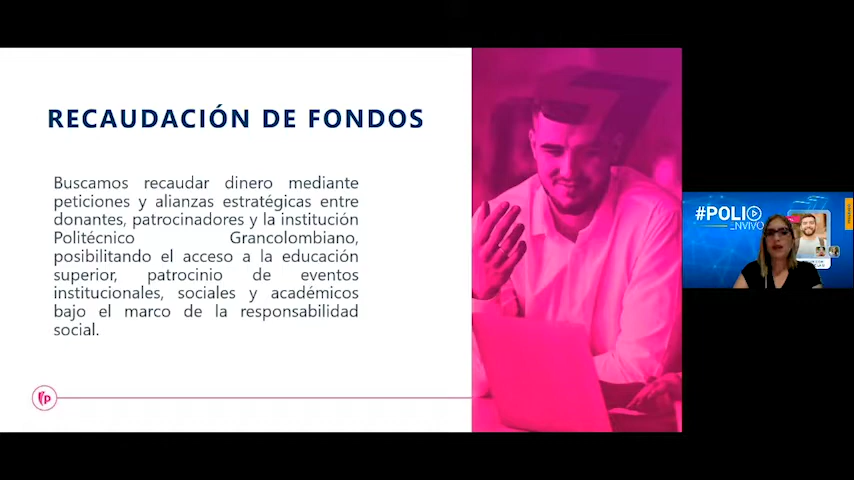 RECAUDACIÓN DE FONDOS
Buscamos recaudar dinero mediante
peticiones y alianzas estratégicas entre
donantes, patrocinadores y la institución
Politécnico Grancolombiano,
posibilitando el acceso a la educación
superior, patrocinio de eventos
institucionales, sociales y académicos
bajo el marco de la responsabilidad
social.
p
#POLI
ENVIVO